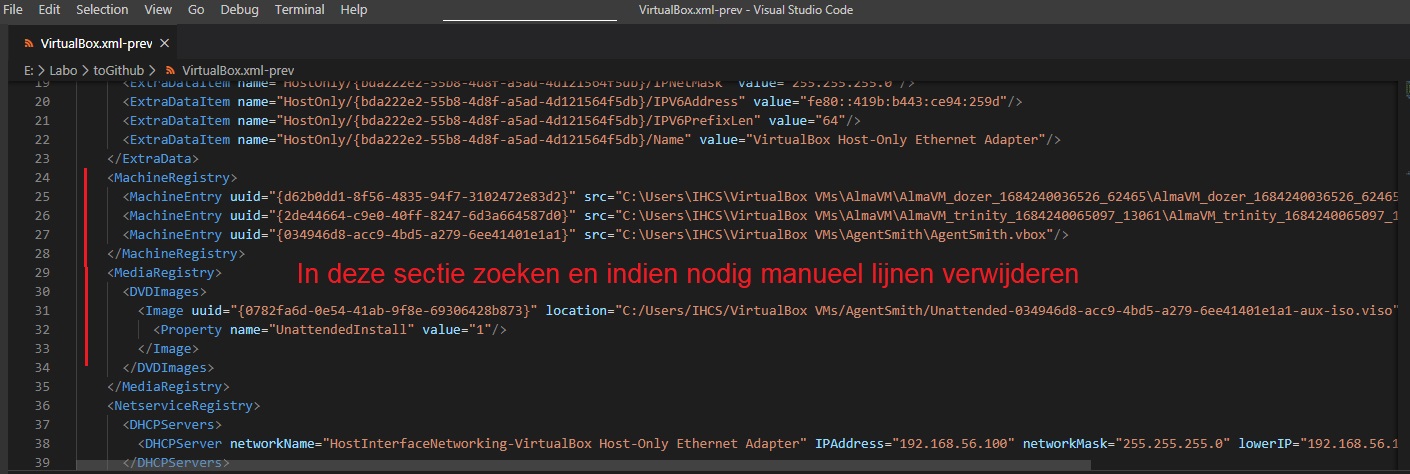 File Edit Selection View Go Debug Terminal Help VirtualBox.xml-prev - Visual Studio Code
VirtualBox.xml-prev ×
E: > Labo > toGithub > VirtualBox.xml-prev
19 <ExtraDataItem name="HostOnly/{bda222e2-55b8-4d8f-a5ad-4d121564f5db}/IPNetMask" value="255.255.255.0"/>
20 <ExtraDataItem name="HostOnly/{bda222e2-55b8-4d8f-a5ad-4d121564f5db}/IPV6Address" value="fe80::419b:b443:ce94:259d"/>
21 <ExtraDataItem name="HostOnly/{bda222e2-55b8-4d8f-a5ad-4d121564f5db}/IPV6PrefixLen" value="64"/>
22 <ExtraDataItem name="HostOnly/{bda222e2-55b8-4d8f-a5ad-4d121564f5db}/Name" value="VirtualBox Host-Only Ethernet Adapter"/>
23 </ExtraData>
24 <MachineRegistry>
25 <MachineEntry uuid="{d62b0dd1-8f56-4835-94f7-3102472e83d2}" src="C:\Users\IHCS\VirtualBox VMs\AlmaVM\AlmaVM_dozer_1684240036526_62465\AlmaVM_dozer_1684240036526_62465
26 <MachineEntry uuid="{2de44664-c9e0-40ff-8247-6d3a664587d0}" src="C:\Users\IHCS\VirtualBox VMs\AlmaVM\AlmaVM_trinity_1684240065097_13061\AlmaVM_trinity_1684240065097_1
27 <MachineEntry uuid="{034946d8-acc9-4bd5-a279-6ee41401e1a1}" src="C:\Users\IHCS\VirtualBox VMs\AgentSmith\AgentSmith.vbox"/>
28 </MachineRegistry>
29 <MediaRegistry>
In deze sectie zoeken en indien nodig manueel lijnen verwijderen
30 <DVDImages>
31 <Image uuid="{0782fa6d-0e54-41ab-9f8e-69306428b873}" location="C:/Users/IHCS/VirtualBox VMs/AgentSmith/Unattended-034946d8-acc9-4bd5-a279-6ee41401e1a1-aux-iso.viso"
32 <Property name="UnattendedInstall" value="1"/>
33 </Image>
34 </DVDImages>
35 </MediaRegistry>
36 <NetserviceRegistry>
37 <DHCPServers>
38 <DHCPServer networkName="HostInterfaceNetworking-VirtualBox Host-Only Ethernet Adapter" IPAddress="192.168.56.100" networkMask="255.255.255.0" lowerIP="192.168.56.1
39 </DHCPServers>